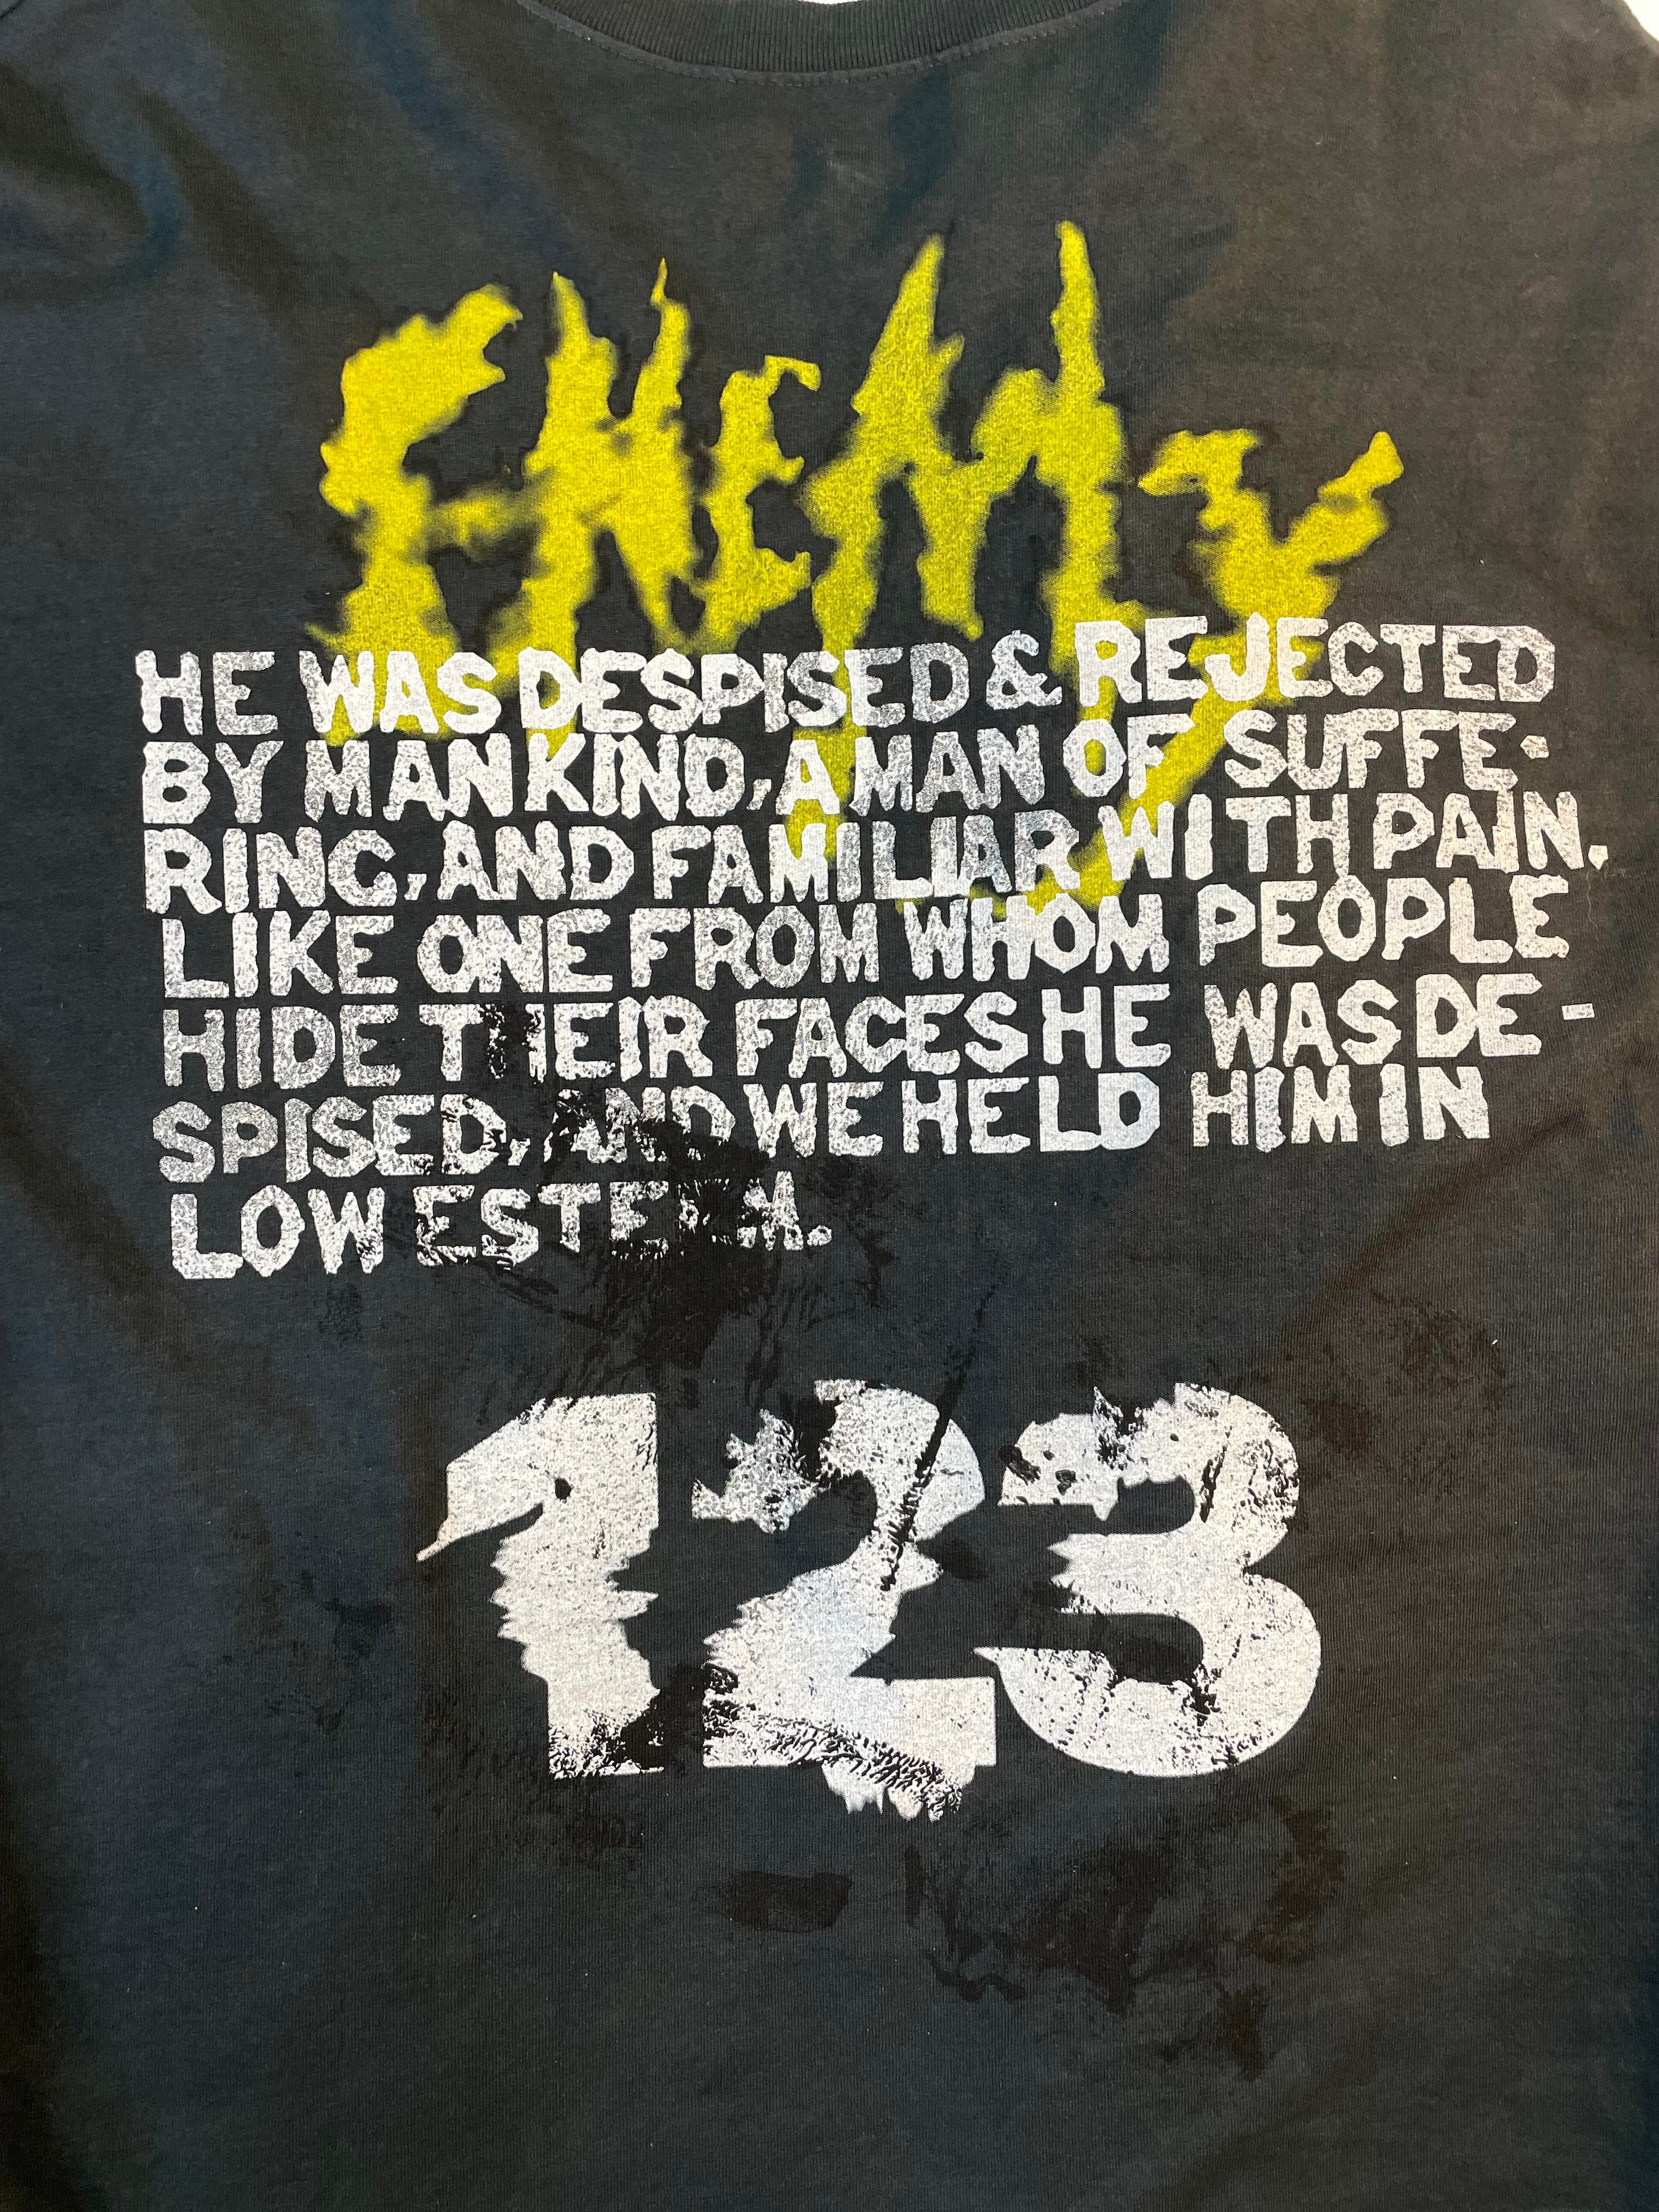 ENEMY
HE WAS DESPISED & REJECTED
BY MANKIND, A MAN OF SUFFE-
RING, AND FAMILIAR WITH PAIN.
LIKE ONE FROM WHOM PEOPLE
HIDE THEIR FACES HE WAS DE-
SPISED, AND WE HELD HIM IN
LOW ESTEEM.
123